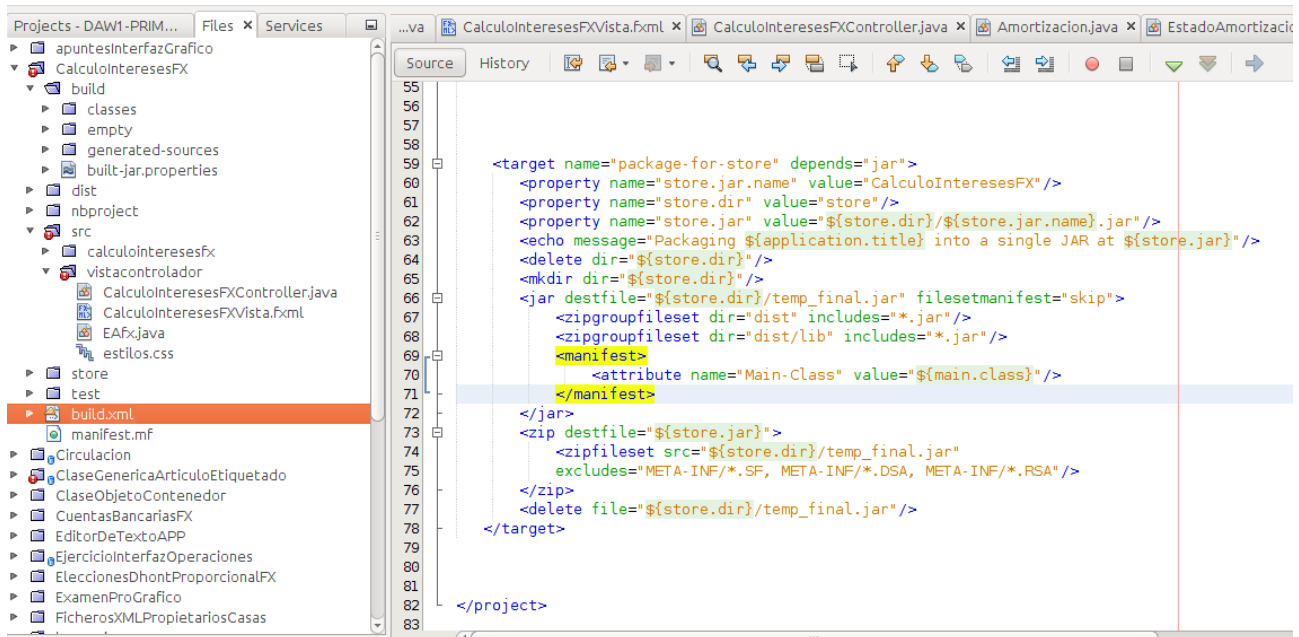 Projects - DAW1-PRIM... Files × Services
apuntesInterfazGrafico
CalculoInteresesFX
build
classes
empty
generated-sources
built-jar.properties
dist
nbproject
src
calculointeresesfx
vistacontrolador
CalculoInteresesFXController.java
CalculoInteresesFXVista.fxml
EAfx.java
estilos.css
store
test
build.xml
manifest.mf
Circulacion
ClaseGenericaArticuloEtiquetado
ClaseObjetoContenedor
CuentasBancariasFX
EditorDeTextoAPP
EjercicioInterfazOperaciones
EleccionesDhontProporcionalFX
ExamenProGrafico
FicherosXMLPropietariosCasas
...va CalculoInteresesFXVista.fxml × CalculoInteresesFXController.java × Amortizacion.java × EstadoAmortizacio
Source History
55
56
57
58
59 <target name="package-for-store" depends="jar">
60 <property name="store.jar.name" value="CalculoInteresesFX"/>
61 <property name="store.dir" value="store"/>
62 <property name="store.jar" value="${store.dir}/${store.jar.name}.jar"/>
63 <echo message="Packaging ${application.title} into a single JAR at ${store.jar}"/>
64 <delete dir="${store.dir}"/>
65 <mkdir dir="${store.dir}"/>
66 <jar destfile="${store.dir}/temp_final.jar" filesetmanifest="skip">
67 <zipgroupfileset dir="dist" includes="*.jar"/>
68 <zipgroupfileset dir="dist/lib" includes="*.jar"/>
69 <manifest>
70 <attribute name="Main-Class" value="${main.class}"/>
71 </manifest>
72 </jar>
73 <zip destfile="${store.jar}">
74 <zipfileset src="${store.dir}/temp_final.jar"
75 excludes="META-INF/*.SF, META-INF/*.DSA, META-INF/*.RSA"/>
76 </zip>
77 <delete file="${store.dir}/temp_final.jar"/>
78 </target>
79
80
81
82 </project>
83